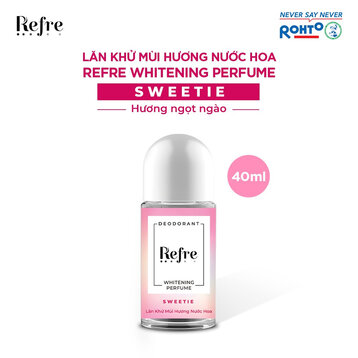 Refre
NEVER SAY NEVER
ROHTO
LĂN KHỬ MÙI HƯƠNG NƯỚC HOA
REFRE WHITENING PERFUME
SWEETIE
Hương ngọt ngào
40ml
DEODORANT
Refre
WHITENING
PERFUME
SWEETIE
Lăn Khử Mùi Hương Nước Hoa